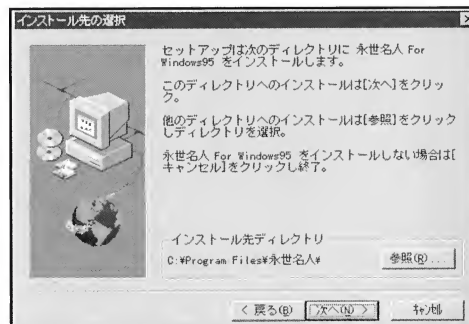 インストール先の選択
セットアップは次のディレクトリに 永世名人 For
Windows95 をインストールします。
このディレクトリへのインストールは[次へ]をクリッ
ク。
他のディレクトリへのインストールは[参照]をクリック
しディレクトリを選択。
永世名人 For Windows95 をインストールしない場合は[
キャンセル]をクリックし終了。
インストール先ディレクトリ
C:¥Program Files¥永世名人¥
参照(R)...
< 戻る(B)
次へ(N) >
キャンセル